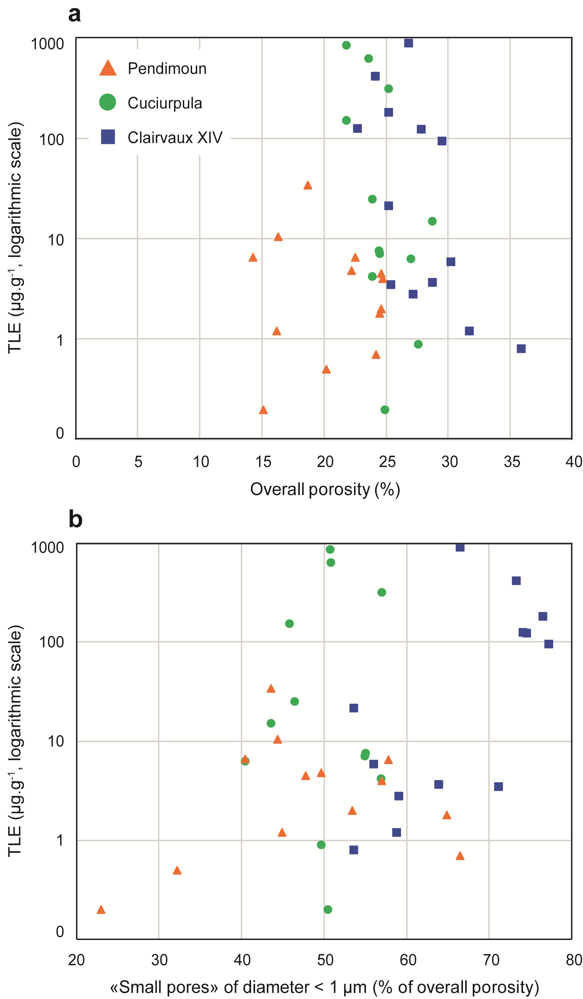 a
1000
100
10
1
0
TLE (µg.g-1, logarithmic scale)
Pendimoun
Cuciurpula
Clairvaux XIV
0 5 10 15 20 25 30 35 40
Overall porosity (%)
b
1000
100
10
1
0
TLE (µg.g-1, logarithmic scale)
20 30 40 50 60 70 80
«Small pores» of diameter < 1 µm (% of overall porosity)